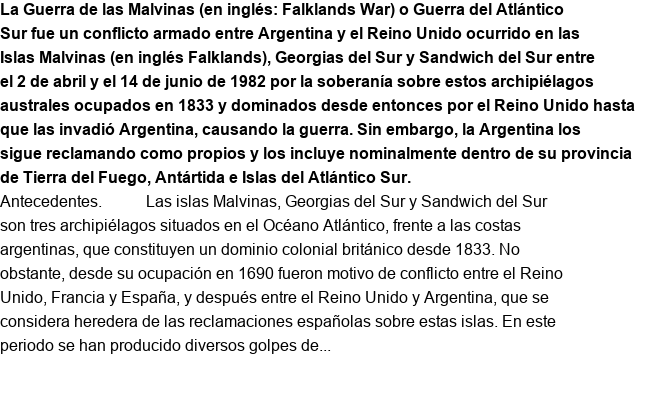 La Guerra de las Malvinas (en inglés: Falklands War) o Guerra del Atlántico
Sur fue un conflicto armado entre Argentina y el Reino Unido ocurrido en las
Islas Malvinas (en inglés Falklands), Georgias del Sur y Sandwich del Sur entre
el 2 de abril y el 14 de junio de 1982 por la soberanía sobre estos archipiélagos
australes ocupados en 1833 y dominados desde entonces por el Reino Unido hasta
que las invadió Argentina, causando la guerra. Sin embargo, la Argentina los
sigue reclamando como propios y los incluye nominalmente dentro de su provincia
de Tierra del Fuego, Antártida e Islas del Atlántico Sur.
Antecedentes. Las islas Malvinas, Georgias del Sur y Sandwich del Sur
son tres archipiélagos situados en el Océano Atlántico, frente a las costas
argentinas, que constituyen un dominio colonial británico desde 1833. No
obstante, desde su ocupación en 1690 fueron motivo de conflicto entre el Reino
Unido, Francia y España, y después entre el Reino Unido y Argentina, que se
considera heredera de las reclamaciones españolas sobre estas islas. En este
periodo se han producido diversos golpes de...